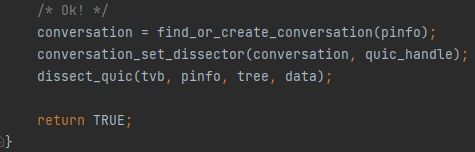 /* Ok! */
conversation = find_or_create_conversation(pinfo);
conversation_set_dissector(conversation, quic_handle);
dissect_quic(tvb, pinfo, tree, data);
return TRUE;
}